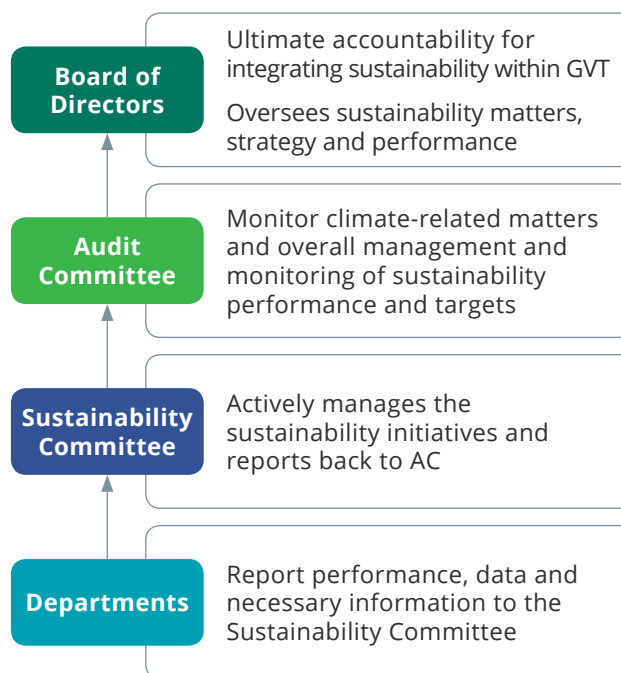 Board of
Directors
Ultimate accountability for
integrating sustainability within GVT
Oversees sustainability matters,
strategy and performance
Audit
Committee
Monitor climate-related matters
and overall management and
monitoring of sustainability
performance and targets
Sustainability
Committee
Actively manages the
sustainability initiatives and
reports back to AC
Departments
Report performance, data and
necessary information to the
Sustainability Committee